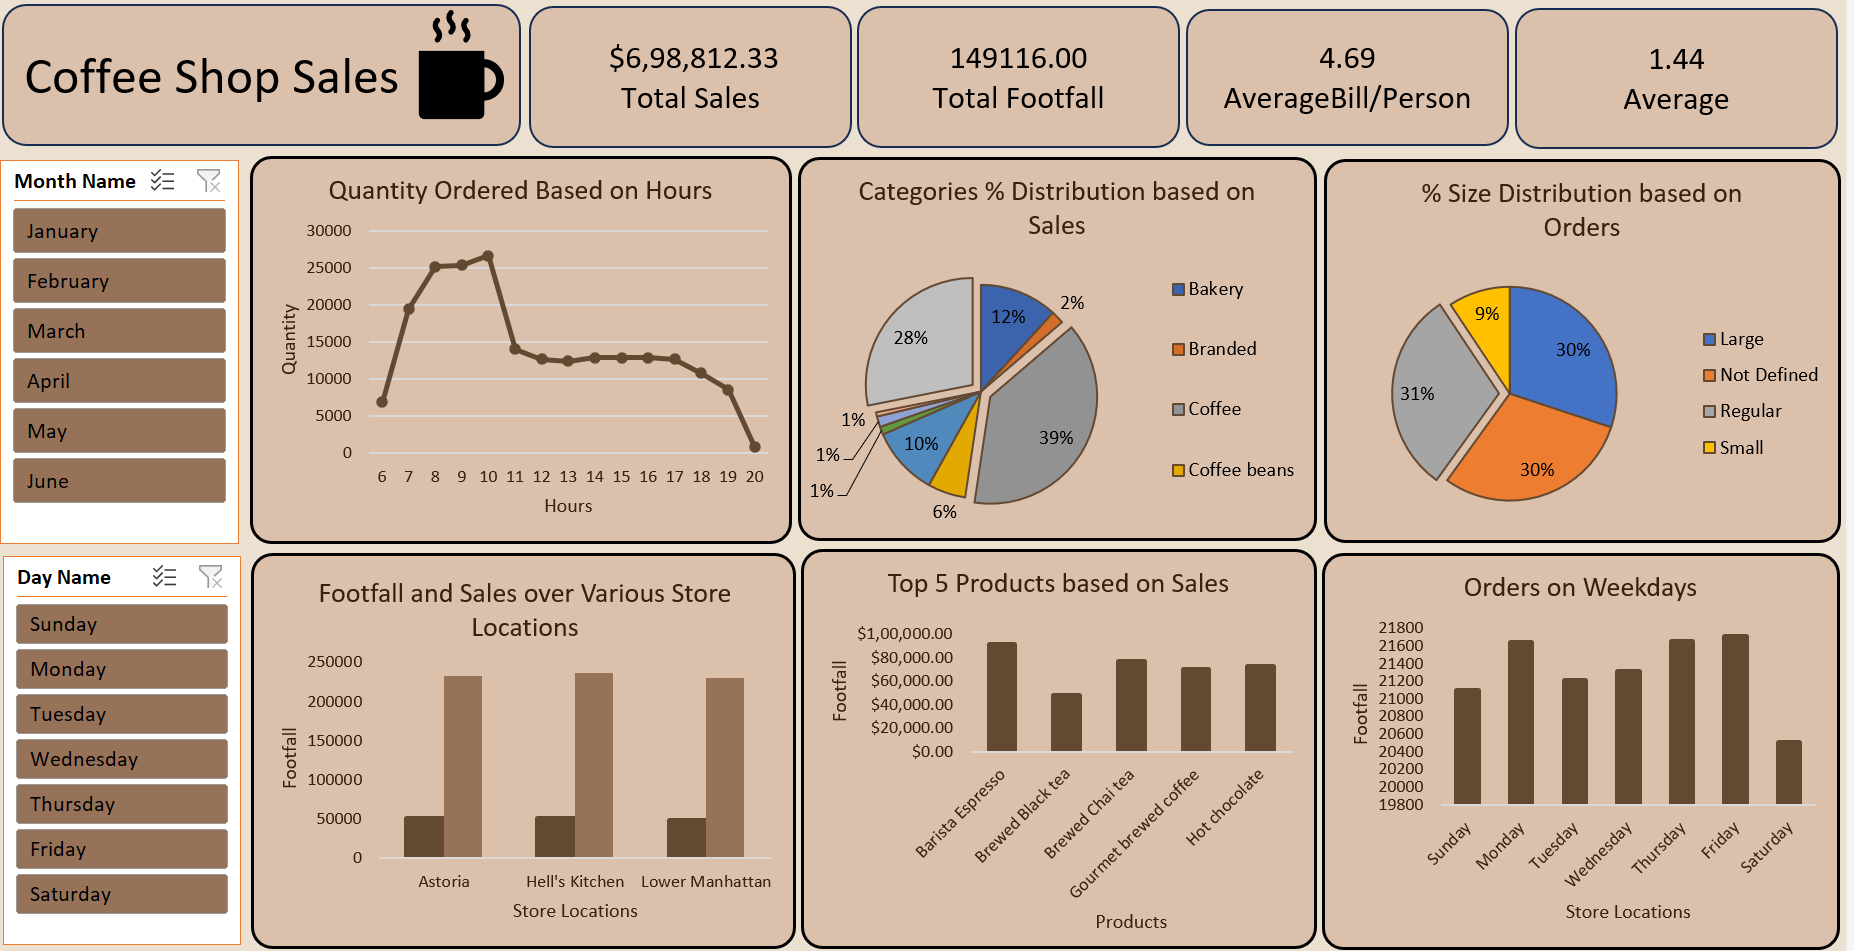 Coffee Shop Sales
$6,98,812.33
Total Sales
149116.00
Total Footfall
4.69
AverageBill/Person
1.44
Average
Month Name
January
February
March
April
May
June
Quantity Ordered Based on Hours
30000
25000
20000
15000
10000
5000
0
Quantity
6 7 8 9 10 11 12 13 14 15 16 17 18 19 20
Hours
Categories % Distribution based on
Sales
12%
2%
39%
6%
10%
1%
1%
1%
28%
Bakery
Branded
Coffee
Coffee beans
% Size Distribution based on
Orders
30%
30%
31%
9%
Large
Not Defined
Regular
Small
Day Name
Sunday
Monday
Tuesday
Wednesday
Thursday
Friday
Saturday
Footfall and Sales over Various Store
Locations
250000
200000
150000
100000
50000
0
Footfall
Astoria Hell's Kitchen Lower Manhattan
Store Locations
Top 5 Products based on Sales
$1,00,000.00
$80,000.00
$60,000.00
$40,000.00
$20,000.00
$0.00
Footfall
Barista Espresso
Brewed Black tea
Brewed Chai tea
Gourmet brewed coffee
Hot chocolate
Products
Orders on Weekdays
21800
21600
21400
21200
21000
20800
20600
20400
20200
20000
19800
Footfall
Sunday
Monday
Tuesday
Wednesday
Thursday
Friday
Saturday
Store Locations